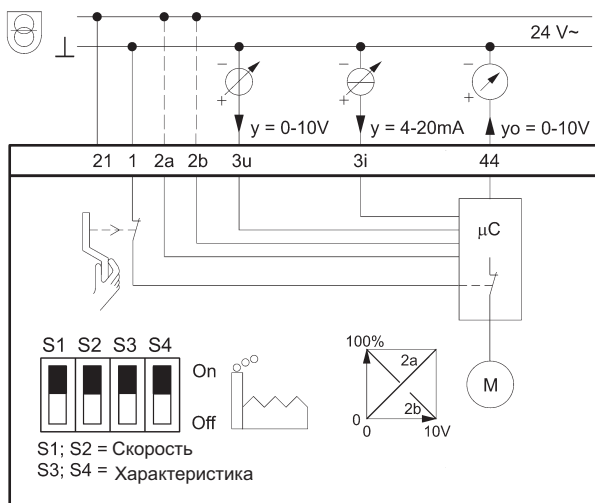 24 V~
− − −
+ + +
y = 0-10V y = 4-20mA yo = 0-10V
21 1 2a 2b 3u 3i 44
µC
S1 S2 S3 S4
On
Off
100%
2a
2b
0
0 10V
M
S1; S2 = Скорость
S3; S4 = Характеристика